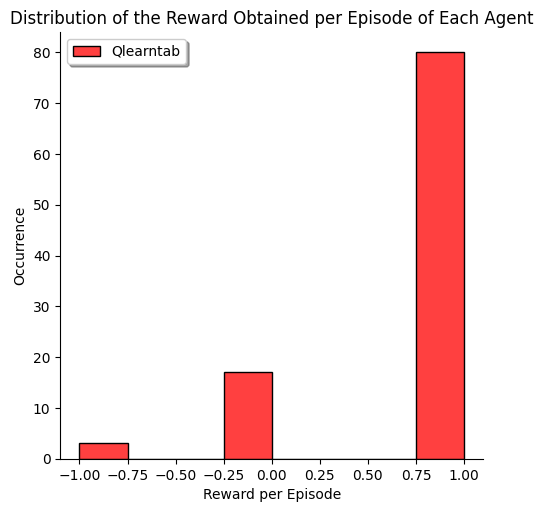 Distribution of the Reward Obtained per Episode of Each Agent
Qlearntab
80
70
60
50
40
30
20
10
0
Occurrence
−1.00 −0.75 −0.50 −0.25 0.00 0.25 0.50 0.75 1.00
Reward per Episode